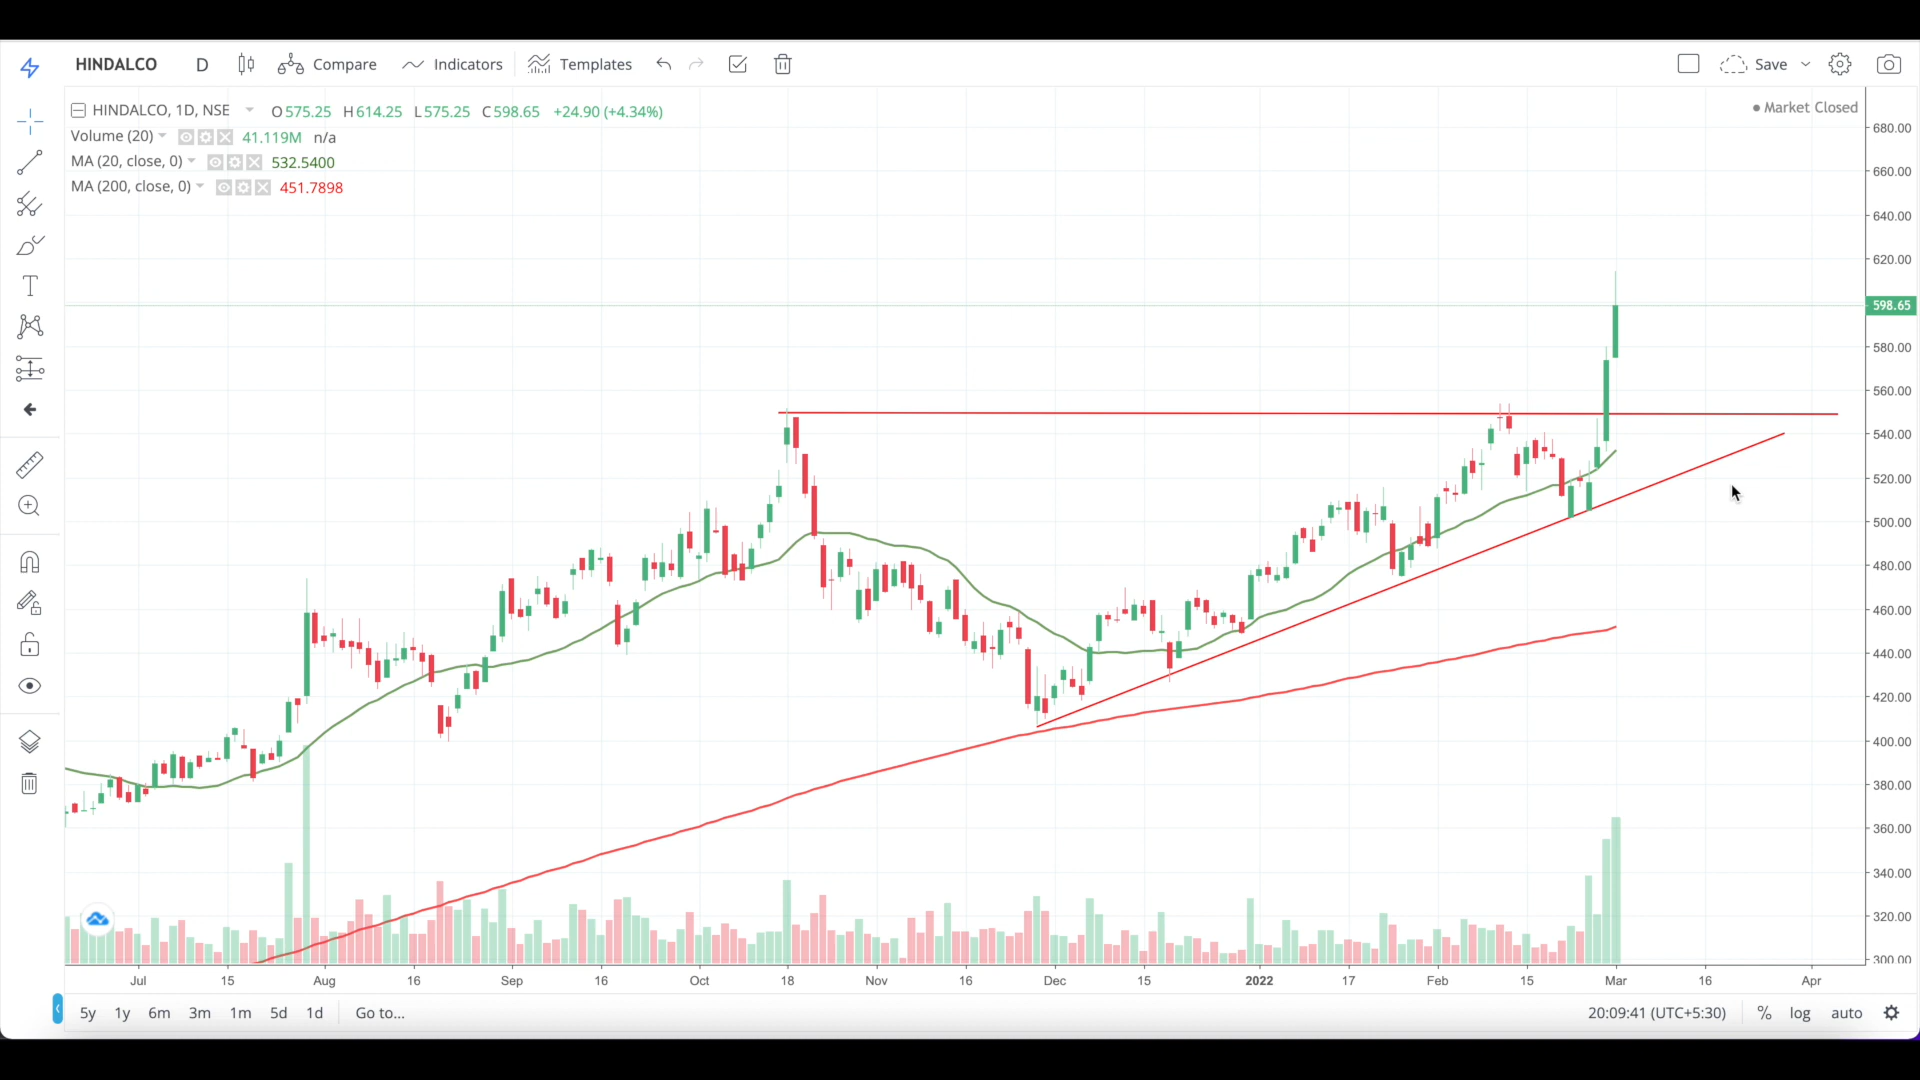 HINDALCO D Compare Indicators Templates Save
HINDALCO, 1D, NSE O575.25 H614.25 L575.25 C598.65 +24.90 (+4.34%)
Market Closed
Volume (20) 41.119M n/a
MA (20, close, 0) 532.5400
MA (200, close, 0) 451.7898
680.00
660.00
640.00
620.00
598.65
580.00
560.00
540.00
520.00
500.00
480.00
460.00
440.00
420.00
400.00
380.00
360.00
340.00
320.00
300.00
Jul 15 Aug 16 Sep 16 Oct 18 Nov 16 Dec 15 2022 17 Feb 15 Mar 16 Apr
5y 1y 6m 3m 1m 5d 1d Go to... 20:09:41 (UTC+5:30) % log auto